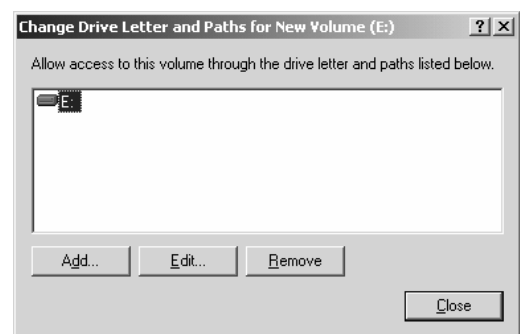 Change Drive Letter and Paths for New Volume (E:)
Allow access to this volume through the drive letter and paths listed below.
E:
Add... Edit... Remove
Close